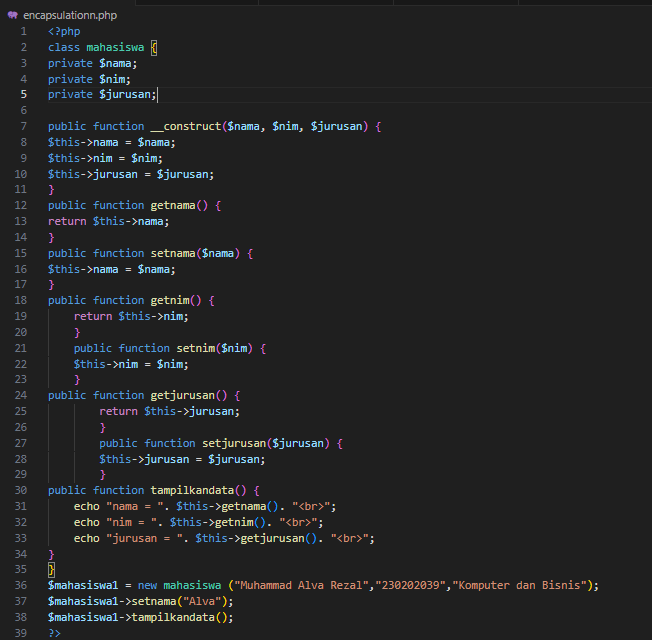 encapsulationn.php
1 <?php
2 class mahasiswa {
3 private $nama;
4 private $nim;
5 private $jurusan;
6
7 public function __construct($nama, $nim, $jurusan) {
8 $this->nama = $nama;
9 $this->nim = $nim;
10 $this->jurusan = $jurusan;
11 }
12 public function getnama() {
13 return $this->nama;
14 }
15 public function setnama($nama) {
16 $this->nama = $nama;
17 }
18 public function getnim() {
19 return $this->nim;
20 }
21 public function setnim($nim) {
22 $this->nim = $nim;
23 }
24 public function getjurusan() {
25 return $this->jurusan;
26 }
27 public function setjurusan($jurusan) {
28 $this->jurusan = $jurusan;
29 }
30 public function tampilkandata() {
31 echo "nama = ". $this->getnama(). "<br>";
32 echo "nim = ". $this->getnim(). "<br>";
33 echo "jurusan = ". $this->getjurusan(). "<br>";
34 }
35 }
36 $mahasiswa1 = new mahasiswa ("Muhammad Alva Rezal","230202039","Komputer dan Bisnis");
37 $mahasiswa1->setnama("Alva");
38 $mahasiswa1->tampilkandata();
39 ?>